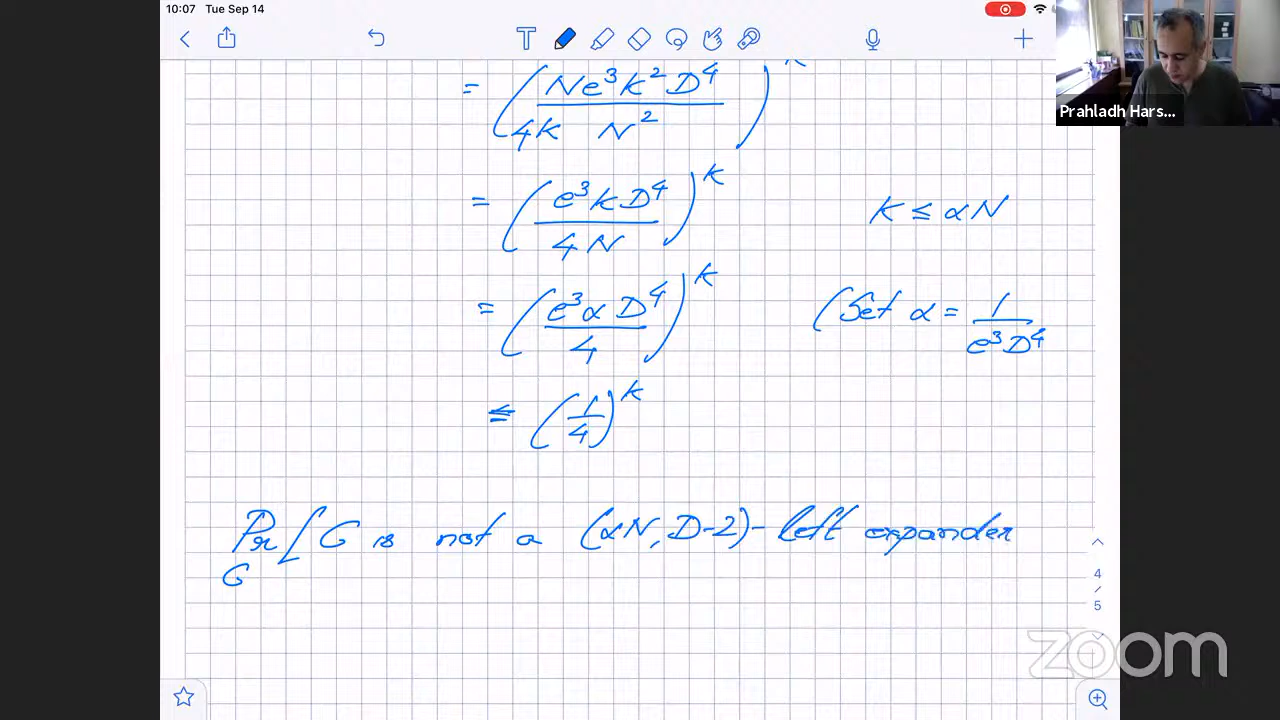 10:07 Tue Sep 14
Prahladh Hars...
= (Ne³k²D⁴ / 4k N²)^k
= (e³kD⁴ / 4N)^k
k ≤ αN
= (e³αD⁴ / 4)^k
(Set α = 1 / e³D⁴
≤ (1/4)^k
Pr_G [G is not a (αN, D-2)-left expander
4
/
5
zoom